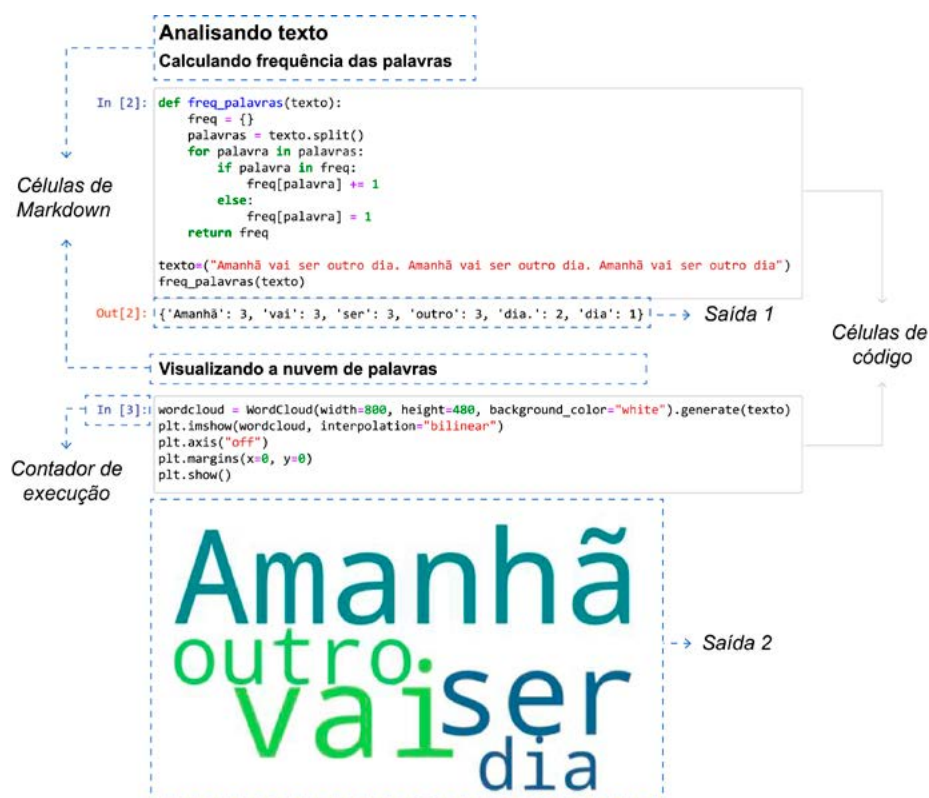 Analisando texto
Calculando frequência das palavras
In [2]: def freq_palavras(texto):
    freq = {}
    palavras = texto.split()
    for palavra in palavras:
        if palavra in freq:
            freq[palavra] += 1
        else:
            freq[palavra] = 1
    return freq
texto=("Amanhã vai ser outro dia. Amanhã vai ser outro dia. Amanhã vai ser outro dia")
freq_palavras(texto)
Células de
Markdown
Out[2]: {'Amanhã': 3, 'vai': 3, 'ser': 3, 'outro': 3, 'dia.': 2, 'dia': 1}
Saída 1
Células de
código
Visualizando a nuvem de palavras
In [3]: wordcloud = WordCloud(width=800, height=480, background_color="white").generate(texto)
plt.imshow(wordcloud, interpolation="bilinear")
plt.axis("off")
plt.margins(x=0, y=0)
plt.show()
Contador de
execução
Amanhã
outro
vai
ser
dia
Saída 2